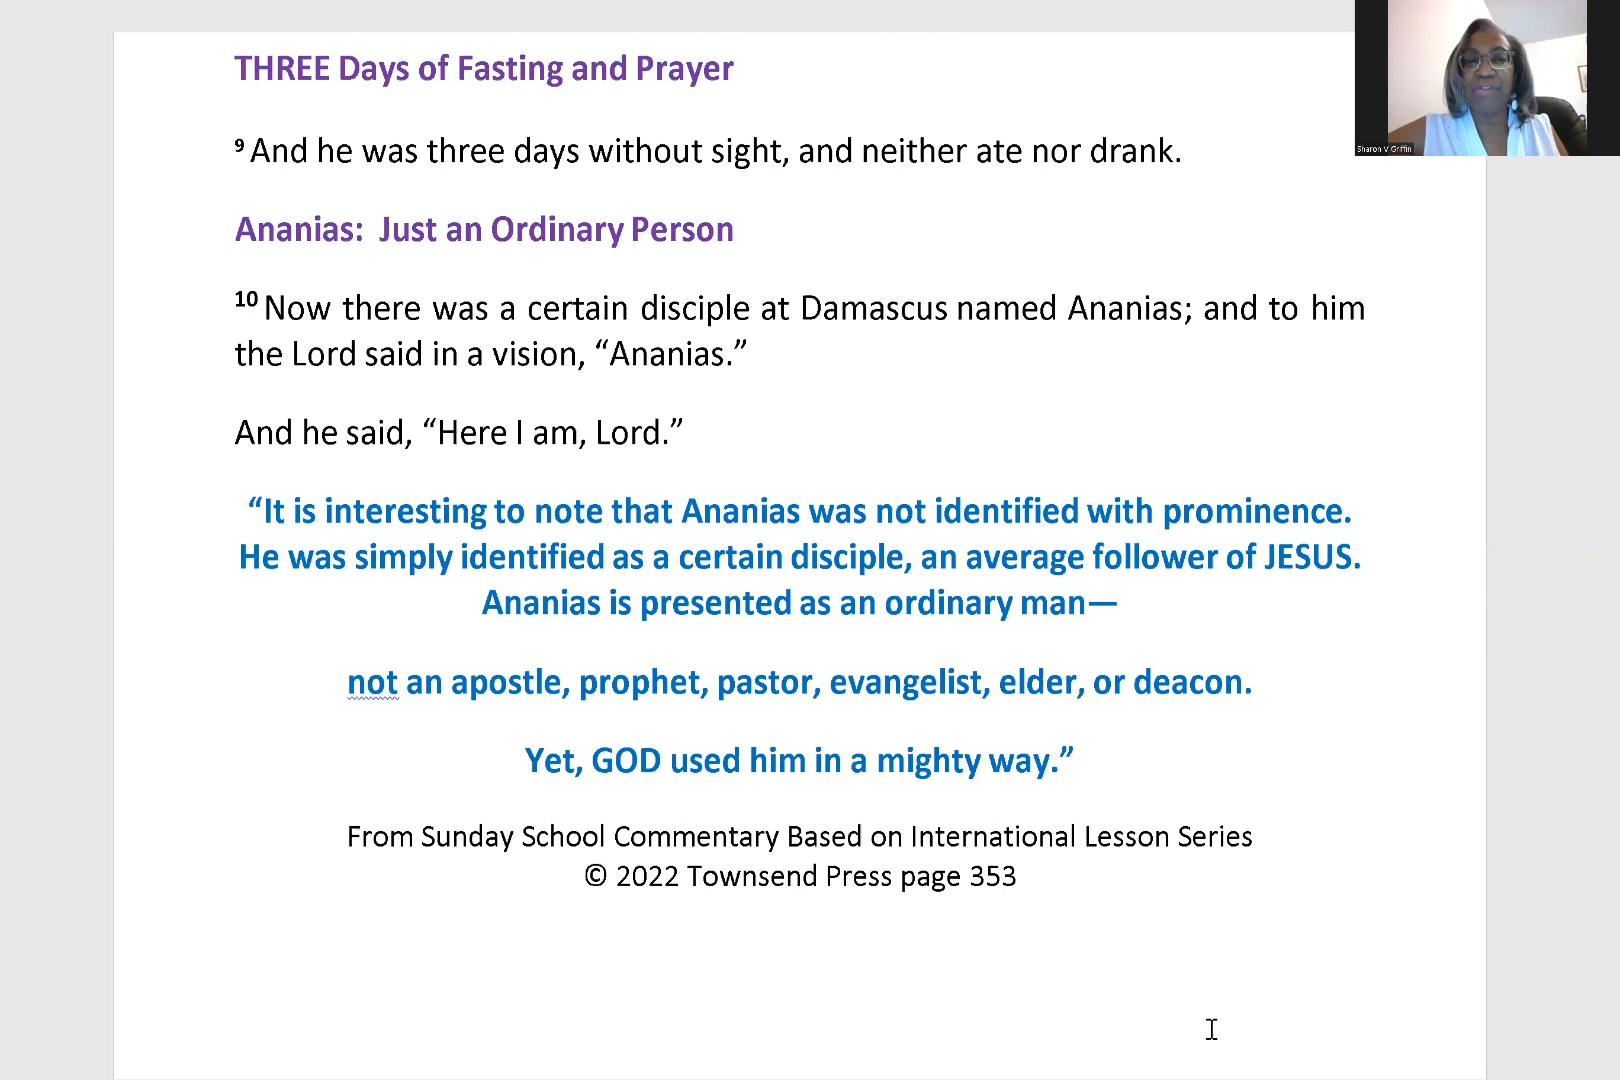 THREE Days of Fasting and Prayer
Sharon V Griffin
9 And he was three days without sight, and neither ate nor drank.
Ananias:  Just an Ordinary Person
10 Now there was a certain disciple at Damascus named Ananias; and to him
the Lord said in a vision, “Ananias.”
And he said, “Here I am, Lord.”
“It is interesting to note that Ananias was not identified with prominence.
He was simply identified as a certain disciple, an average follower of JESUS.
Ananias is presented as an ordinary man—
not an apostle, prophet, pastor, evangelist, elder, or deacon.
Yet, GOD used him in a mighty way.”
From Sunday School Commentary Based on International Lesson Series
© 2022 Townsend Press page 353